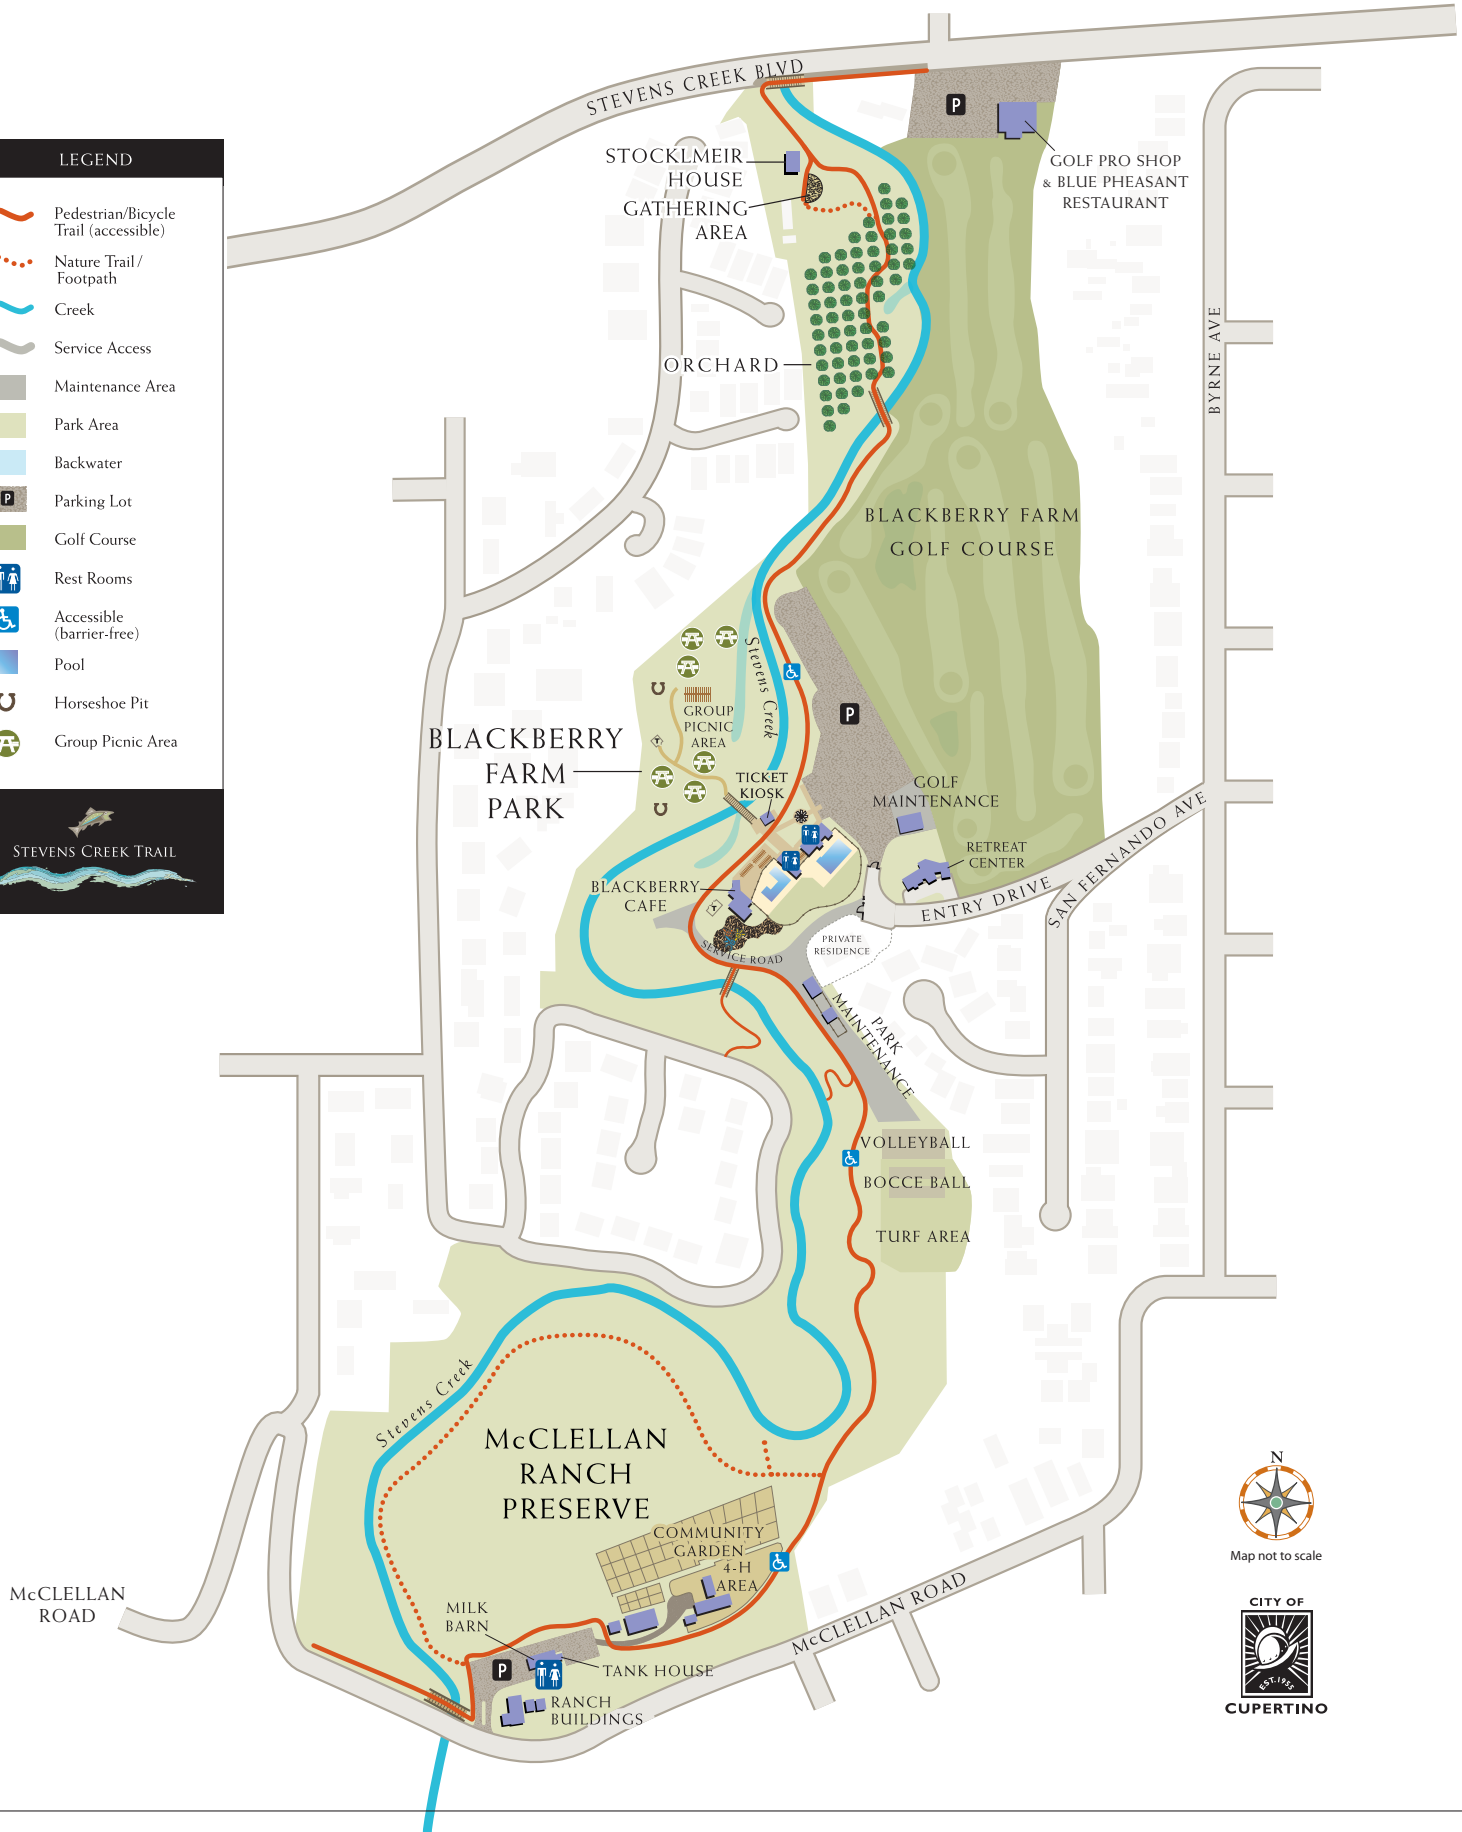 STEVENS CREEK BLVD
P
STOCKLMEIR
HOUSE
GATHERING
AREA
GOLF PRO SHOP
& BLUE PHEASANT
RESTAURANT
LEGEND
Pedestrian/Bicycle
Trail (accessible)
Nature Trail/
Footpath
Creek
Service Access
Maintenance Area
Park Area
Backwater
P
Parking Lot
Golf Course
Rest Rooms
Accessible
(barrier-free)
Pool
Horseshoe Pit
Group Picnic Area
STEVENS CREEK TRAIL
ORCHARD
BYRNE AVE
BLACKBERRY FARM
GOLF COURSE
Stevens Creek
P
GROUP
PICNIC
AREA
BLACKBERRY
FARM
PARK
TICKET
KIOSK
GOLF
MAINTENANCE
RETREAT
CENTER
BLACKBERRY
CAFE
ENTRY DRIVE
SAN FERNANDO AVE
PRIVATE
RESIDENCE
SERVICE ROAD
PARK
MAINTENANCE
VOLLEYBALL
BOCCE BALL
TURF AREA
Stevens Creek
McCLELLAN
RANCH
PRESERVE
COMMUNITY
GARDEN
4-H
AREA
McCLELLAN
ROAD
MILK
BARN
P
TANK HOUSE
RANCH
BUILDINGS
McCLELLAN ROAD
N
Map not to scale
CITY OF
EST. 1955
CUPERTINO